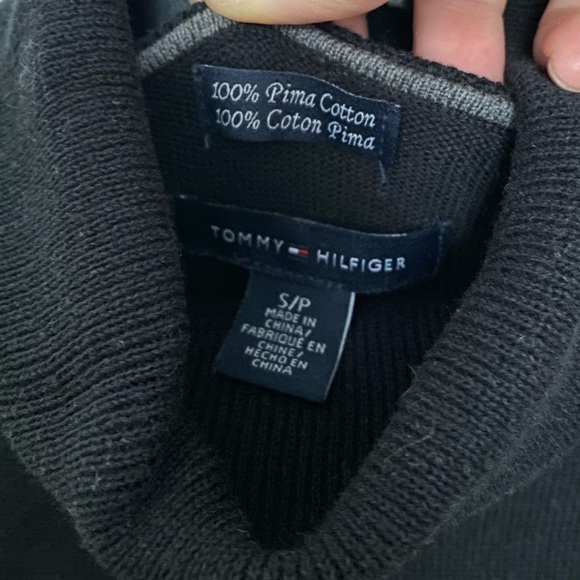 100% Pima Cotton
100% Coton Pima
TOMMY HILFIGER
S/P
MADE IN
CHINA/
FABRIQUÉ EN
CHINE/
HECHO EN
CHINA